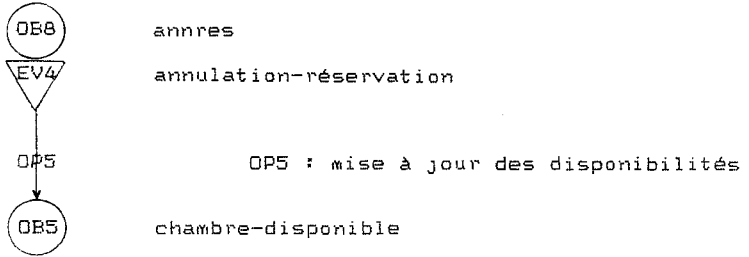 OB8 annres
EV4 annulation-réservation
OP5 OP5 : mise à jour des disponibilités
OB5 chambre-disponible